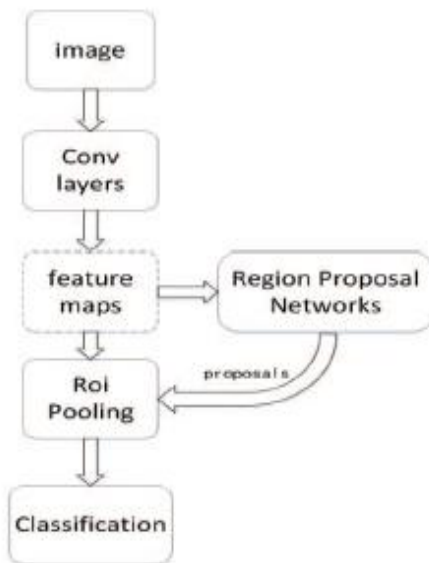 image
Conv
layers
feature
maps
Region Proposal
Networks
proposals
Roi
Pooling
Classification